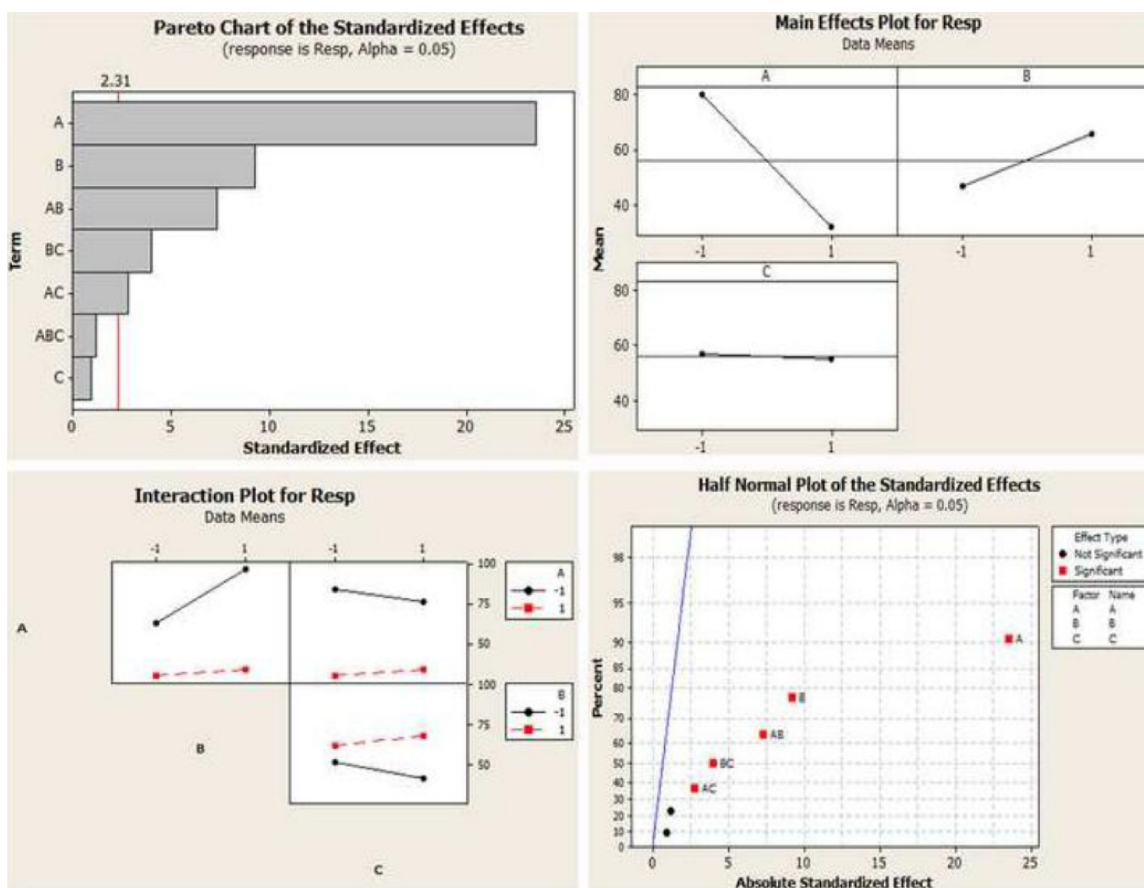 Pareto Chart of the Standardized Effects
(response is Resp, Alpha = 0.05)
2.31
A
B
AB
BC
AC
ABC
C
Term
0 5 10 15 20 25
Standardized Effect
Main Effects Plot for Resp
Data Means
A B
80
60
40
-1 1 -1 1
Mean
C
80
60
40
-1 1
Interaction Plot for Resp
Data Means
-1 1 -1 1
100
75
50
A
-1
1
A
100
75
50
B
-1
1
B
C
Half Normal Plot of the Standardized Effects
(response is Resp, Alpha = 0.05)
98
95
90
85
80
70
60
50
40
30
20
10
0
Percent
A
B
AB
BC
AC
0 5 10 15 20 25
Absolute Standardized Effect
Effect Type
Not Significant
Significant
Factor Name
A A
B B
C C